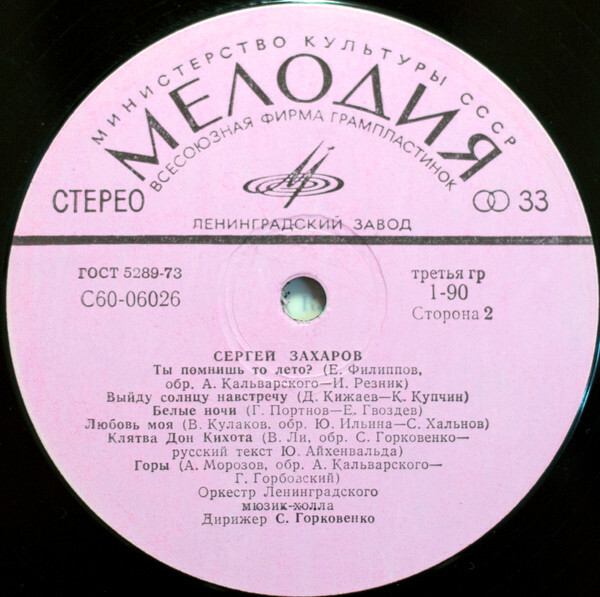 МИНИСТЕРСТВО КУЛЬТУРЫ СССР
МЕЛОДИЯ
ВСЕСОЮЗНАЯ ФИРМА ГРАМПЛАСТИНОК
СТЕРЕО
33
ЛЕНИНГРАДСКИЙ ЗАВОД
ГОСТ 5289-73
третья гр
С60-06026
1-90
Сторона 2
СЕРГЕЙ ЗАХАРОВ
Ты помнишь то лето? (Е. Филиппов,
обр. А. Кальварского—И. Резник)
Выйду солнцу навстречу (Д. Кижаев—К. Купчин)
Белые ночи (Г. Портнов—Е. Гвоздев)
Любовь моя (В. Кулаков, обр. Ю. Ильина—С. Хальнов)
Клятва Дон Кихота (В. Ли, обр. С. Горковенко—
русский текст Ю. Айхенвальда)
Горы (А. Морозов, обр. А. Кальварского—
Г. Горбовский)
Оркестр Ленинградского
мюзик-холла
Дирижер С. Горковенко